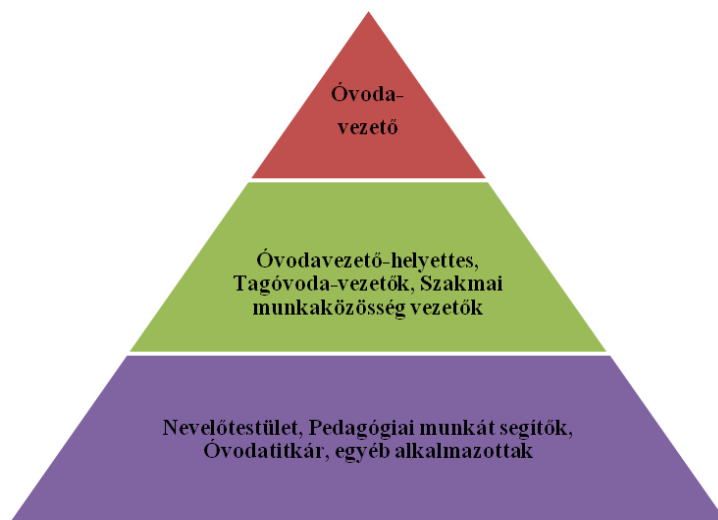 Óvoda-
vezető
Óvodavezető-helyettes,
Tagóvoda-vezetők, Szakmai
munkaközösség vezetők
Nevelőtestület, Pedagógiai munkát segítők,
Óvodatitkár, egyéb alkalmazottak